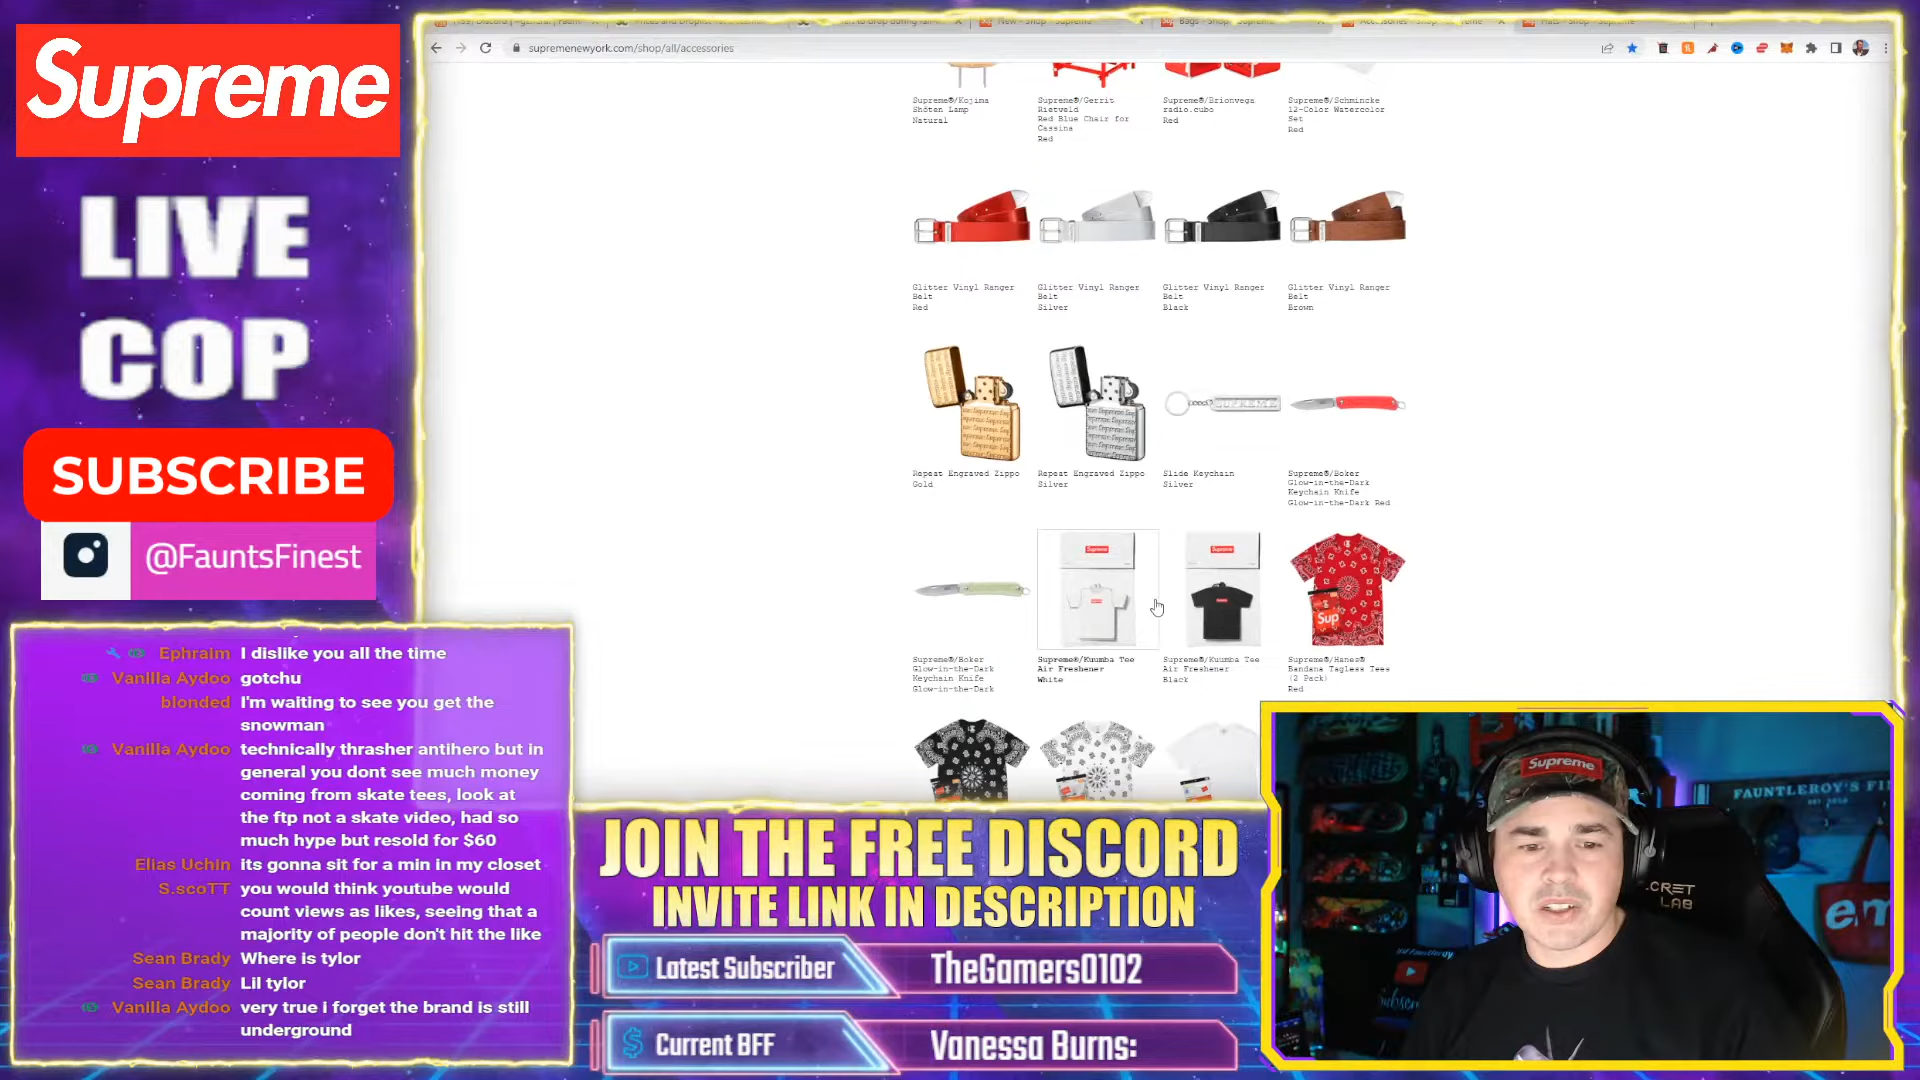 Supreme
LIVE
COP
SUBSCRIBE
@FauntsFinest
supremenewyork.com/shop/all/accessories
Supreme®/Kojima
Shōten Lamp
Natural
Supreme®/Gerrit
Rietveld
Red Blue Chair for
Cassina
Red
Supreme®/Brionvega
radio.cubo
Red
Supreme®/Schmincke
12-Color Watercolor
Set
Red
Glitter Vinyl Ranger
Belt
Red
Glitter Vinyl Ranger
Belt
Silver
Glitter Vinyl Ranger
Belt
Black
Glitter Vinyl Ranger
Belt
Brown
Repeat Engraved Zippo
Gold
Repeat Engraved Zippo
Silver
SUPREME
Slide Keychain
Silver
Supreme®/Boker
Glow-in-the-Dark
Keychain Knife
Glow-in-the-Dark Red
Supreme®/Boker
Glow-in-the-Dark
Keychain Knife
Glow-in-the-Dark
Supreme
Supreme®/Kuumba Tee
Air Freshener
White
Supreme
Supreme®/Kuumba Tee
Air Freshener
Black
Sup
Supreme®/Hanes®
Bandana Tagless Tees
(2 Pack)
Red
Ephraim I dislike you all the time
Vanilla Aydoo gotchu
blonded I'm waiting to see you get the
snowman
Vanilla Aydoo technically thrasher antihero but in
general you dont see much money
coming from skate tees, look at
the ftp not a skate video, had so
much hype but resold for $60
Elias Uchin its gonna sit for a min in my closet
S.scoTT you would think youtube would
count views as likes, seeing that a
majority of people don't hit the like
Sean Brady Where is tylor
Sean Brady Lil tylor
Vanilla Aydoo very true i forget the brand is still
underground
JOIN THE FREE DISCORD
INVITE LINK IN DESCRIPTION
Latest Subscriber
TheGamers0102
Current BFF
Vanessa Burns:
Supreme
FAUNTLEROY'S FI
CRET
LAB
em